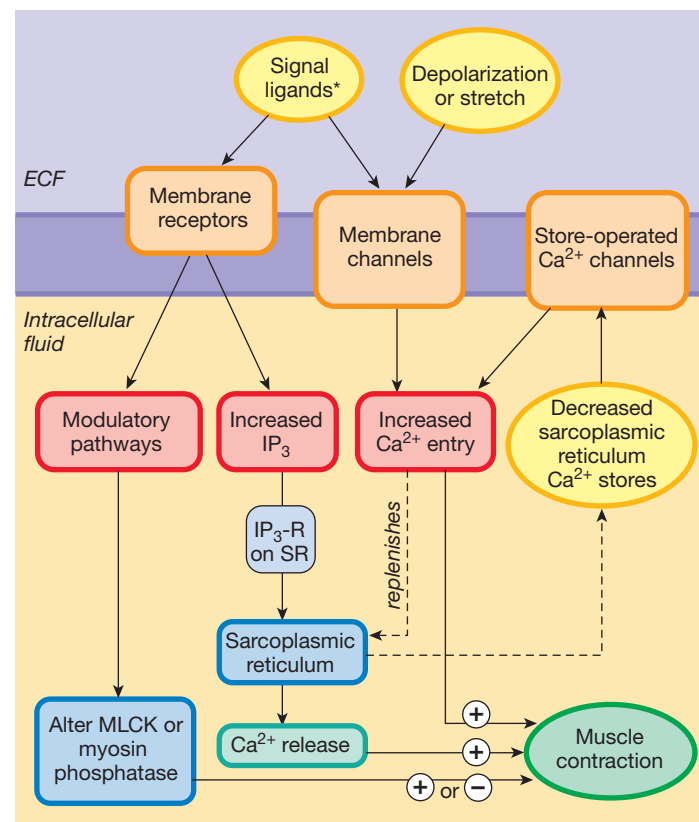 Signal
ligands*
Depolarization
or stretch
ECF
Membrane
receptors
Membrane
channels
Store-operated
Ca²⁺ channels
Intracellular
fluid
Modulatory
pathways
Increased
IP₃
Increased
Ca²⁺ entry
Decreased
sarcoplasmic
reticulum
Ca²⁺ stores
IP₃-R
on SR
replenishes
Sarcoplasmic
reticulum
Alter MLCK or
myosin
phosphatase
Ca²⁺ release
+
+
+ or −
Muscle
contraction